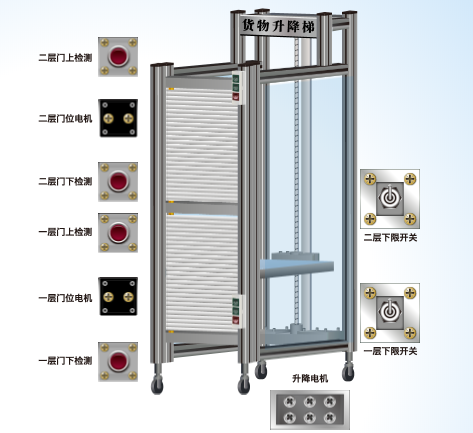 货物升降梯
二层门上检测
二层门位电机
二层门下检测
一层门上检测
一层门位电机
一层门下检测
二层下限开关
一层下限开关
升降电机